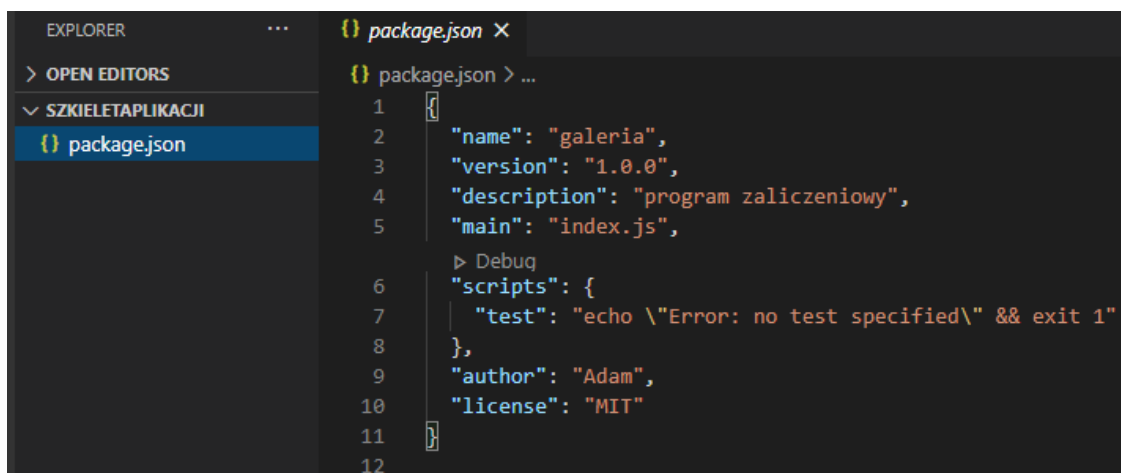 EXPLORER ...
{} package.json ×
> OPEN EDITORS
{} package.json > ...
SZKIELETAPLIKACJI
{} package.json
1 {
2 "name": "galeria",
3 "version": "1.0.0",
4 "description": "program zaliczeniowy",
5 "main": "index.js",
Debug
6 "scripts": {
7 "test": "echo \"Error: no test specified\" && exit 1"
8 },
9 "author": "Adam",
10 "license": "MIT"
11 }
12